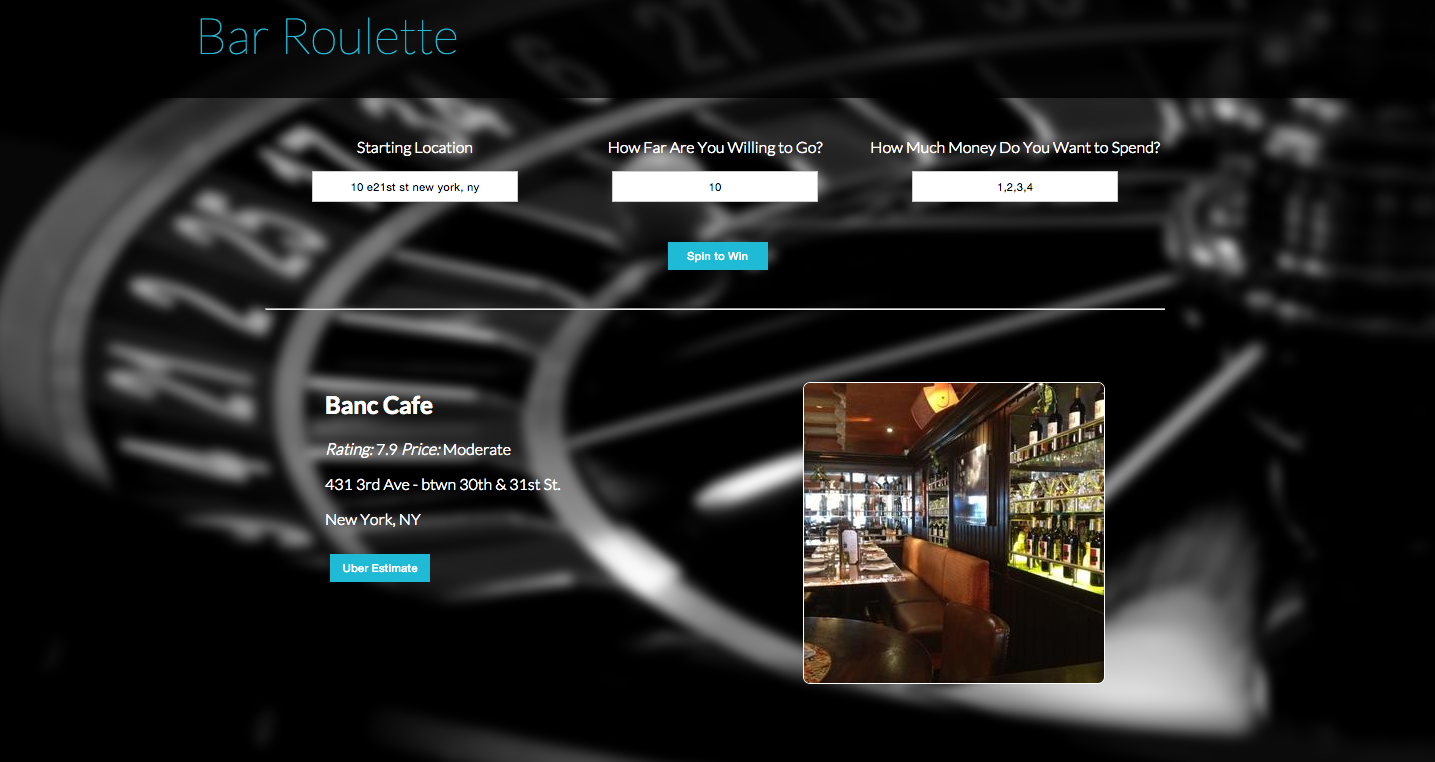 Bar Roulette
Starting Location
How Far Are You Willing to Go?
How Much Money Do You Want to Spend?
10 e21st st new york, ny
10
1,2,3,4
Spin to Win
Banc Cafe
Rating: 7.9 Price: Moderate
431 3rd Ave - btwn 30th & 31st St.
New York, NY
Uber Estimate